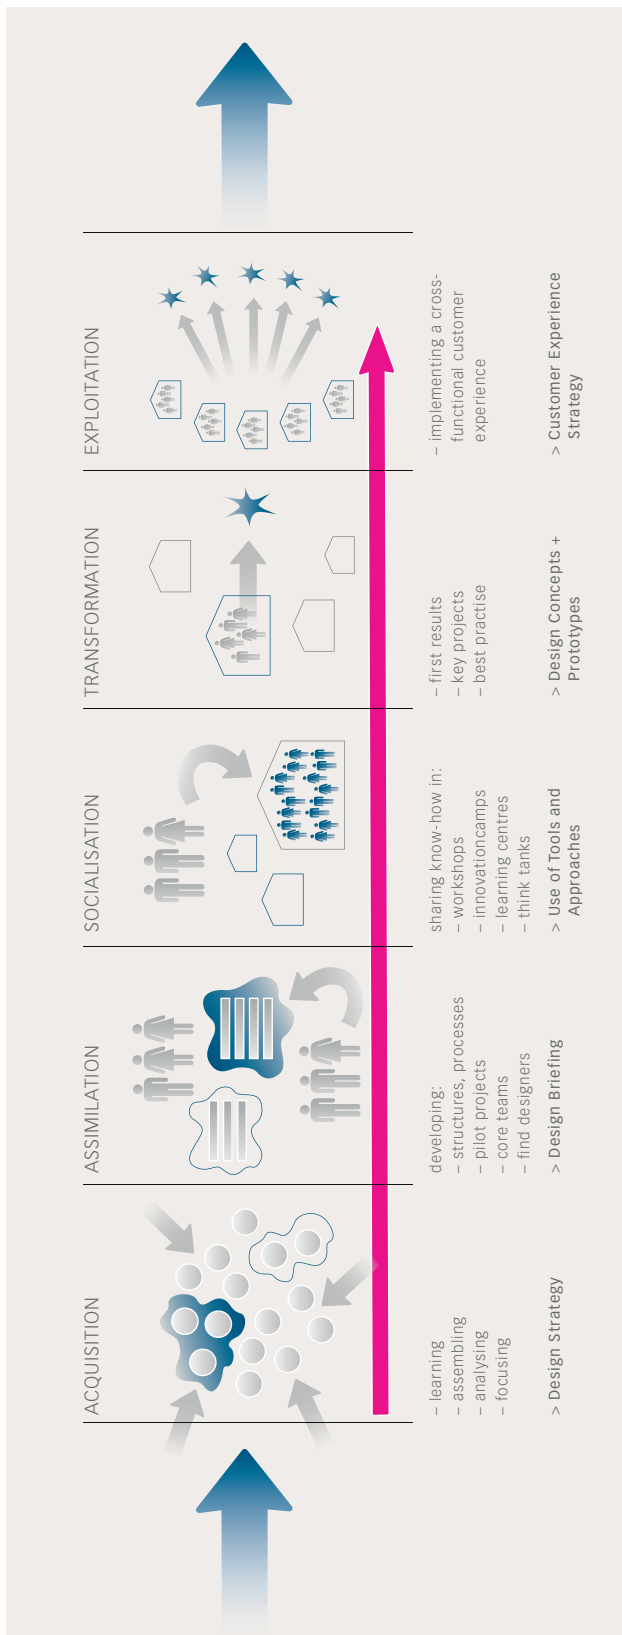 ACQUISITION
– learning
– assembling
– analysing
– focusing
> Design Strategy
ASSIMILATION
developing:
– structures, processes
– pilot projects
– core teams
– find designers
> Design Briefing
SOCIALISATION
sharing know-how in:
– workshops
– innovationcamps
– learning centres
– think tanks
> Use of Tools and
Approaches
TRANSFORMATION
– first results
– key projects
– best practise
> Design Concepts +
Prototypes
EXPLOITATION
– implementing a cross-
functional customer
experience
> Customer Experience
Strategy